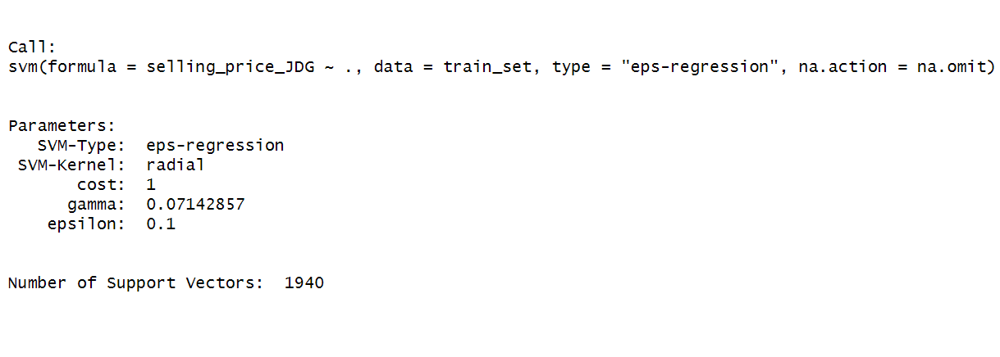 Call:
svm(formula = selling_price_JDG ~ ., data = train_set, type = "eps-regression", na.action = na.omit)
Parameters:
SVM-Type: eps-regression
SVM-Kernel: radial
cost: 1
gamma: 0.07142857
epsilon: 0.1
Number of Support Vectors: 1940